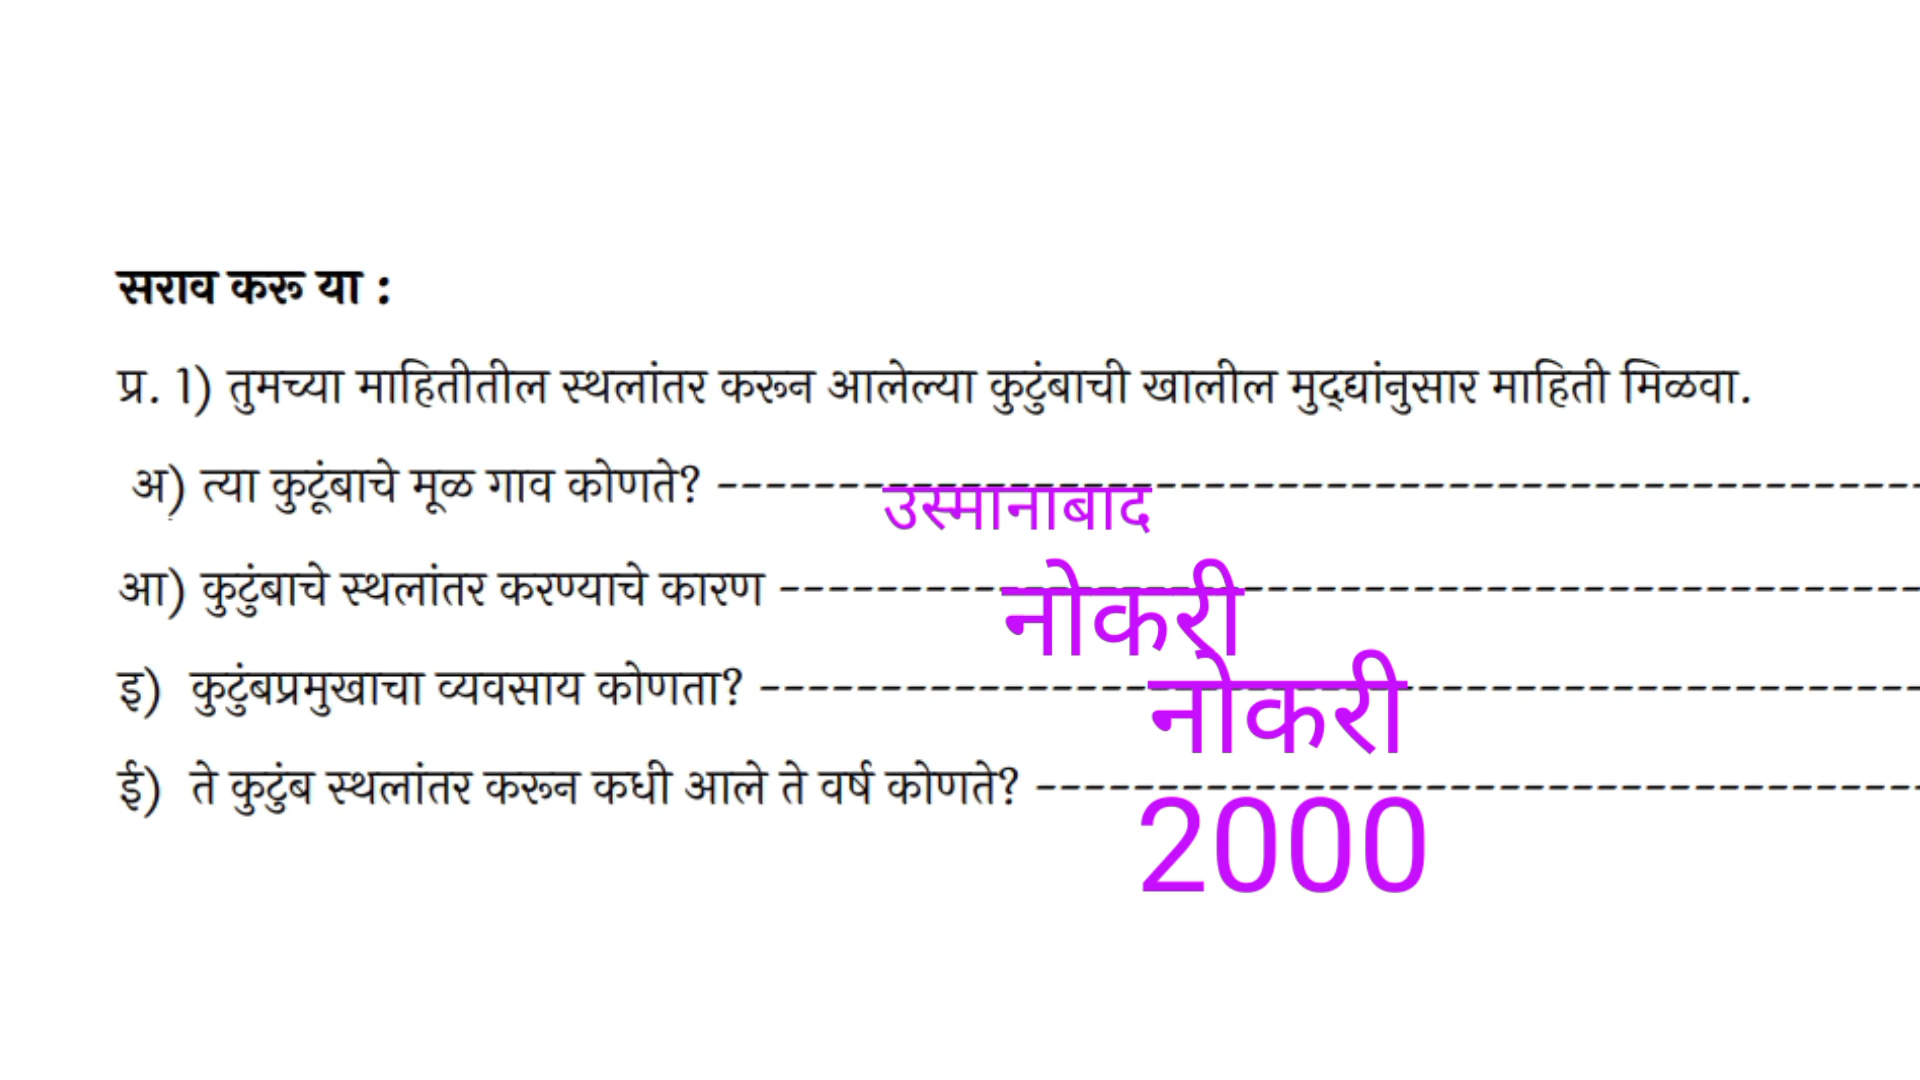 सराव करू या :
प्र. 1) तुमच्या माहितीतील स्थलांतर करून आलेल्या कुटुंबाची खालील मुद्द्यांनुसार माहिती मिळवा.
अ) त्या कुटूंबाचे मूळ गाव कोणते? ---------- उस्मानाबाद
आ) कुटुंबाचे स्थलांतर करण्याचे कारण ---------- नोकरी
इ) कुटुंबप्रमुखाचा व्यवसाय कोणता? ---------- नोकरी
ई) ते कुटुंब स्थलांतर करून कधी आले ते वर्ष कोणते? ----------
2000